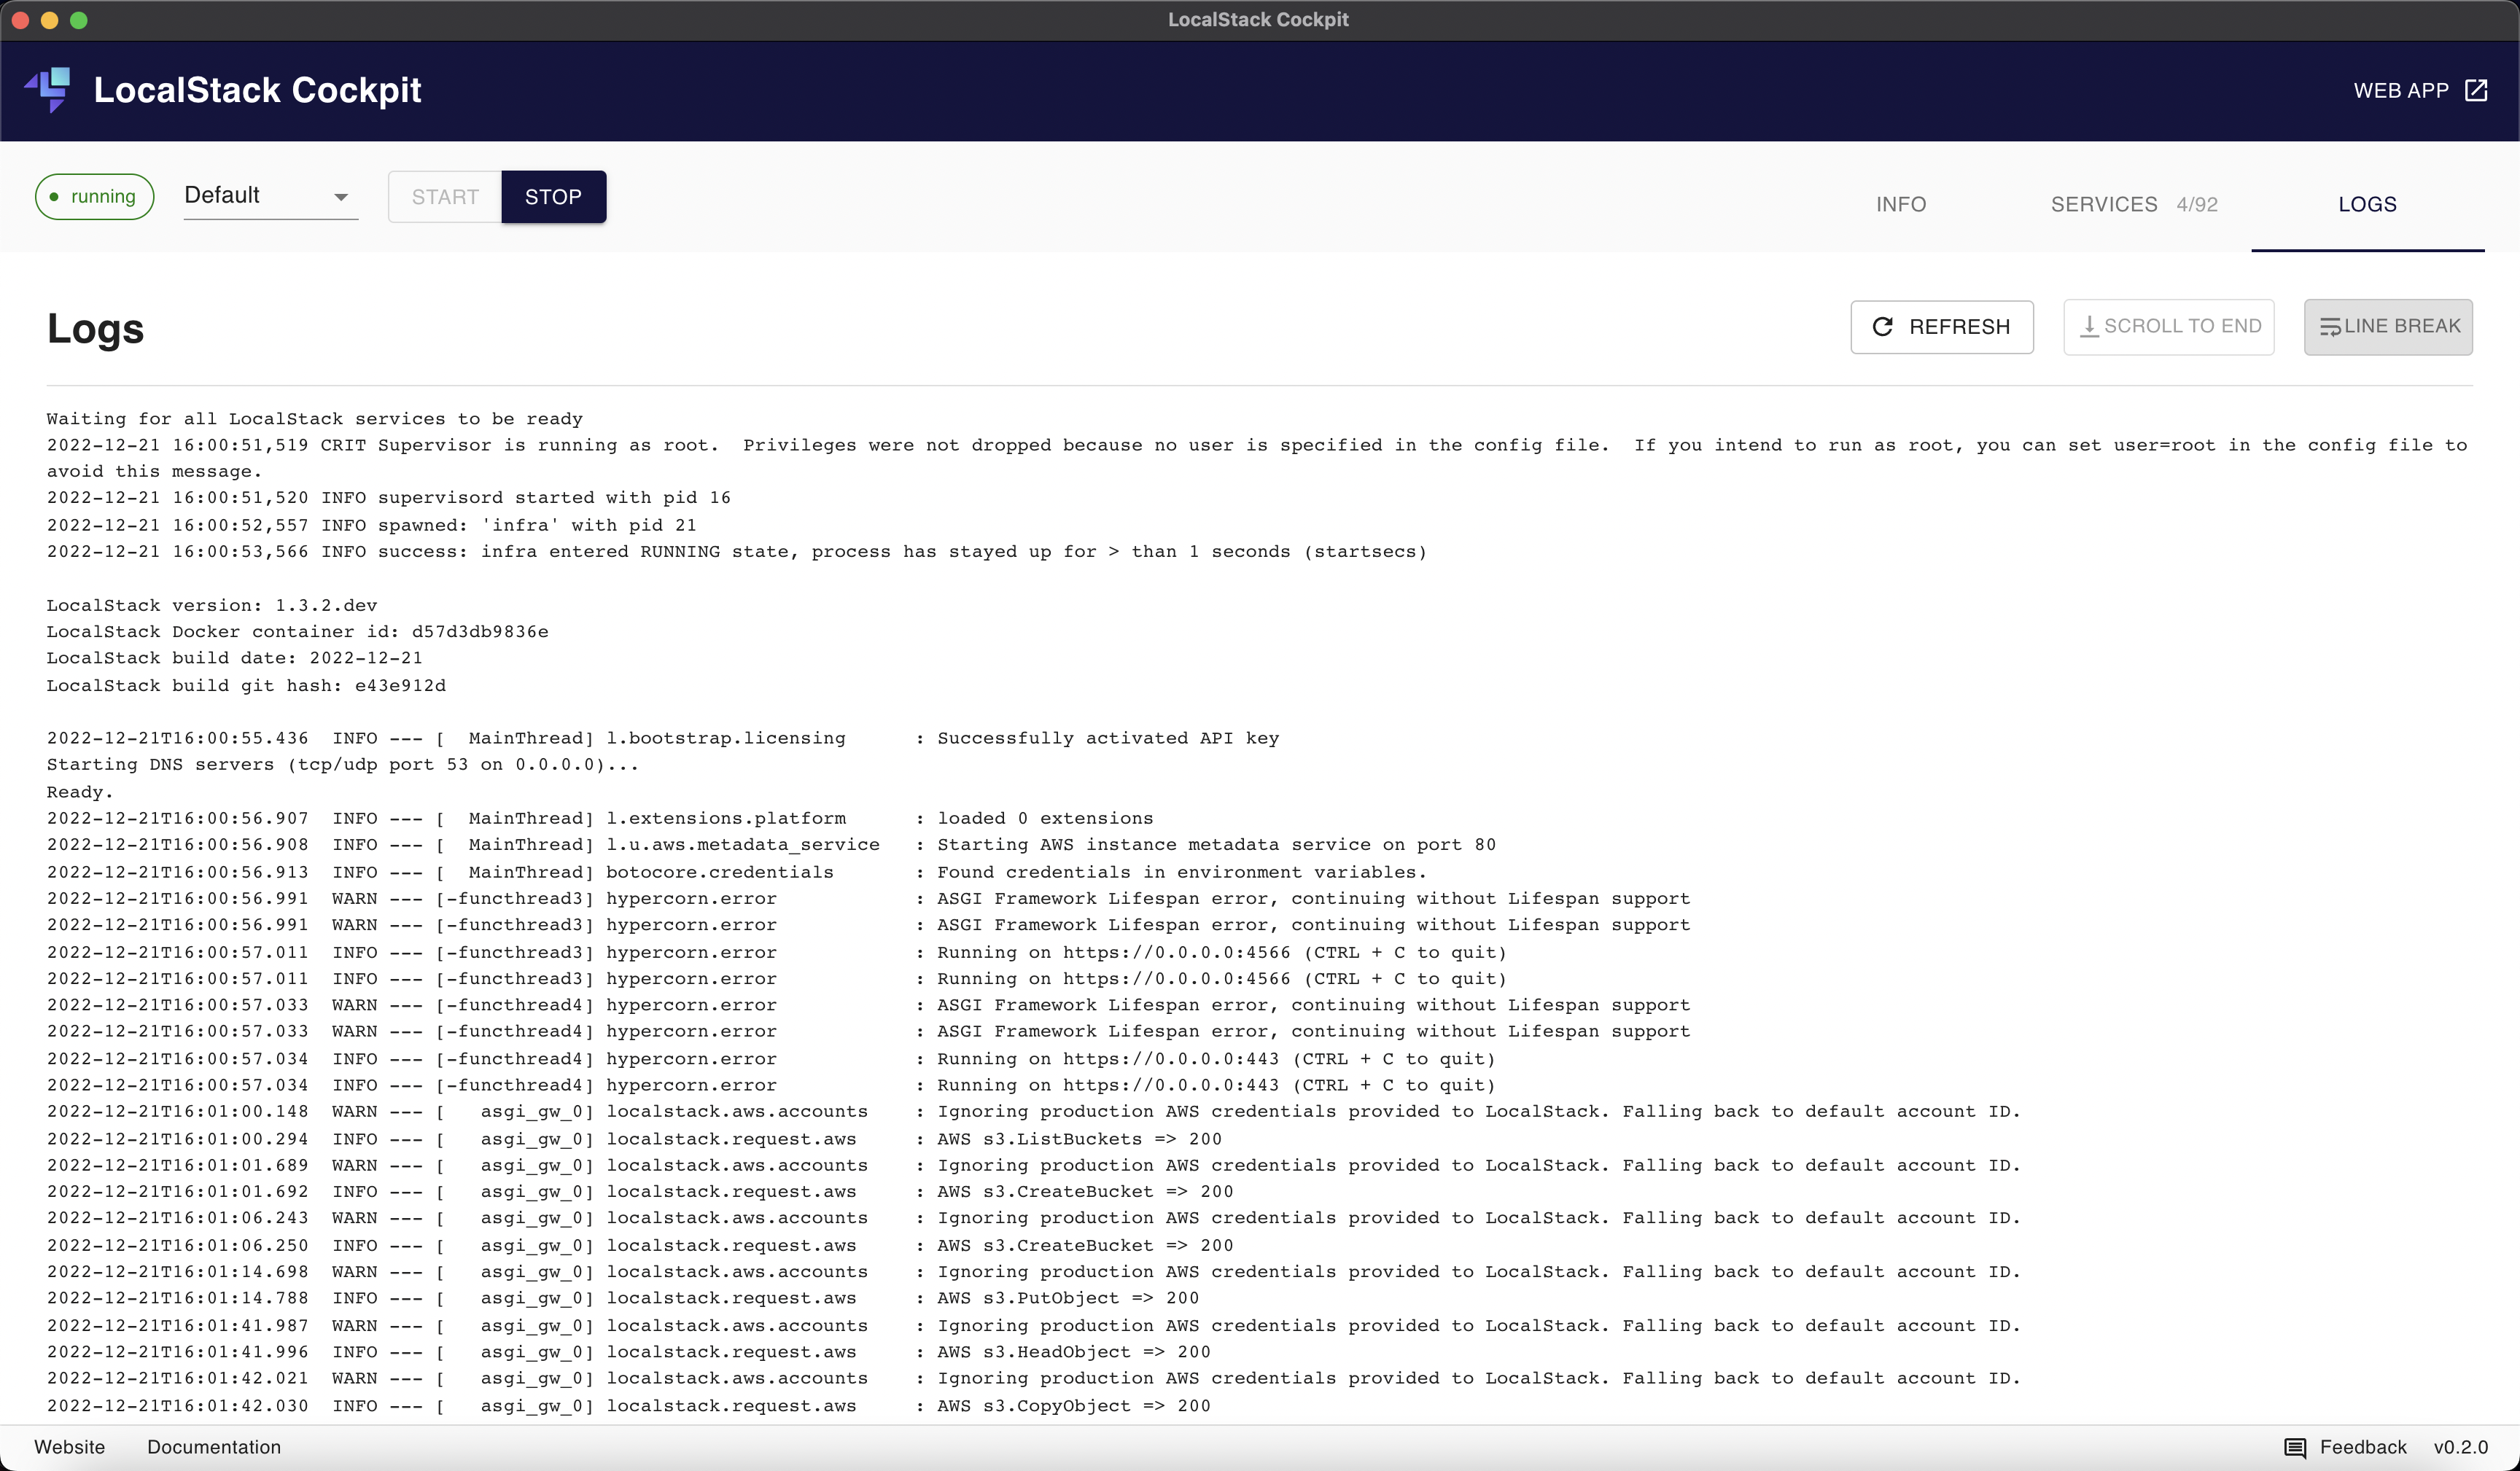 LocalStack Cockpit
LocalStack Cockpit
WEB APP
running
Default
START
STOP
INFO
SERVICES 4/92
LOGS
Logs
REFRESH
SCROLL TO END
LINE BREAK
Waiting for all LocalStack services to be ready
2022-12-21 16:00:51,519 CRIT Supervisor is running as root.  Privileges were not dropped because no user is specified in the config file.  If you intend to run as root, you can set user=root in the config file to
avoid this message.
2022-12-21 16:00:51,520 INFO supervisord started with pid 16
2022-12-21 16:00:52,557 INFO spawned: 'infra' with pid 21
2022-12-21 16:00:53,566 INFO success: infra entered RUNNING state, process has stayed up for > than 1 seconds (startsecs)
LocalStack version: 1.3.2.dev
LocalStack Docker container id: d57d3db9836e
LocalStack build date: 2022-12-21
LocalStack build git hash: e43e912d
2022-12-21T16:00:55.436  INFO --- [  MainThread] l.bootstrap.licensing      : Successfully activated API key
Starting DNS servers (tcp/udp port 53 on 0.0.0.0)...
Ready.
2022-12-21T16:00:56.907  INFO --- [  MainThread] l.extensions.platform      : loaded 0 extensions
2022-12-21T16:00:56.908  INFO --- [  MainThread] l.u.aws.metadata_service   : Starting AWS instance metadata service on port 80
2022-12-21T16:00:56.913  INFO --- [  MainThread] botocore.credentials       : Found credentials in environment variables.
2022-12-21T16:00:56.991  WARN --- [-functhread3] hypercorn.error            : ASGI Framework Lifespan error, continuing without Lifespan support
2022-12-21T16:00:56.991  WARN --- [-functhread3] hypercorn.error            : ASGI Framework Lifespan error, continuing without Lifespan support
2022-12-21T16:00:57.011  INFO --- [-functhread3] hypercorn.error            : Running on https://0.0.0.0:4566 (CTRL + C to quit)
2022-12-21T16:00:57.011  INFO --- [-functhread3] hypercorn.error            : Running on https://0.0.0.0:4566 (CTRL + C to quit)
2022-12-21T16:00:57.033  WARN --- [-functhread4] hypercorn.error            : ASGI Framework Lifespan error, continuing without Lifespan support
2022-12-21T16:00:57.033  WARN --- [-functhread4] hypercorn.error            : ASGI Framework Lifespan error, continuing without Lifespan support
2022-12-21T16:00:57.034  INFO --- [-functhread4] hypercorn.error            : Running on https://0.0.0.0:443 (CTRL + C to quit)
2022-12-21T16:00:57.034  INFO --- [-functhread4] hypercorn.error            : Running on https://0.0.0.0:443 (CTRL + C to quit)
2022-12-21T16:01:00.148  WARN --- [   asgi_gw_0] localstack.aws.accounts    : Ignoring production AWS credentials provided to LocalStack. Falling back to default account ID.
2022-12-21T16:01:00.294  INFO --- [   asgi_gw_0] localstack.request.aws     : AWS s3.ListBuckets => 200
2022-12-21T16:01:01.689  WARN --- [   asgi_gw_0] localstack.aws.accounts    : Ignoring production AWS credentials provided to LocalStack. Falling back to default account ID.
2022-12-21T16:01:01.692  INFO --- [   asgi_gw_0] localstack.request.aws     : AWS s3.CreateBucket => 200
2022-12-21T16:01:06.243  WARN --- [   asgi_gw_0] localstack.aws.accounts    : Ignoring production AWS credentials provided to LocalStack. Falling back to default account ID.
2022-12-21T16:01:06.250  INFO --- [   asgi_gw_0] localstack.request.aws     : AWS s3.CreateBucket => 200
2022-12-21T16:01:14.698  WARN --- [   asgi_gw_0] localstack.aws.accounts    : Ignoring production AWS credentials provided to LocalStack. Falling back to default account ID.
2022-12-21T16:01:14.788  INFO --- [   asgi_gw_0] localstack.request.aws     : AWS s3.PutObject => 200
2022-12-21T16:01:41.987  WARN --- [   asgi_gw_0] localstack.aws.accounts    : Ignoring production AWS credentials provided to LocalStack. Falling back to default account ID.
2022-12-21T16:01:41.996  INFO --- [   asgi_gw_0] localstack.request.aws     : AWS s3.HeadObject => 200
2022-12-21T16:01:42.021  WARN --- [   asgi_gw_0] localstack.aws.accounts    : Ignoring production AWS credentials provided to LocalStack. Falling back to default account ID.
2022-12-21T16:01:42.030  INFO --- [   asgi_gw_0] localstack.request.aws     : AWS s3.CopyObject => 200
Website
Documentation
Feedback
v0.2.0